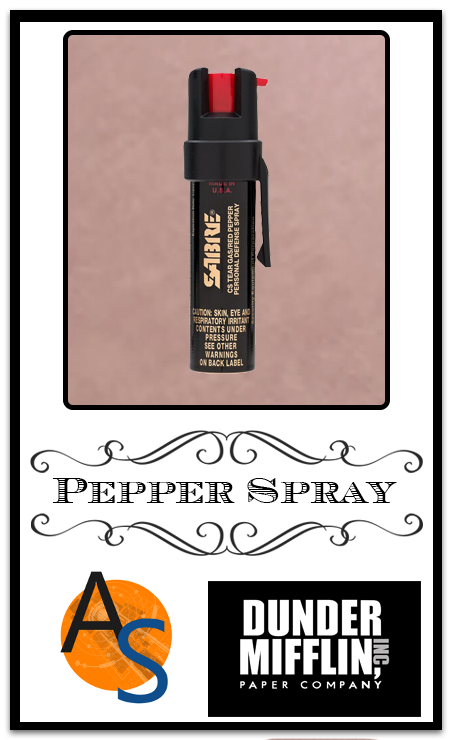 MADE IN
U.S.A.
SABRE
CS TEAR GAS/RED PEPPER
PERSONAL DEFENSE SPRAY
CAUTION: SKIN, EYE AND
RESPIRATORY IRRITANT
CONTENTS UNDER
PRESSURE
SEE OTHER
WARNINGS
ON BACK LABEL
PEPPER SPRAY
AS
DUNDER
MIFFLIN, INC
PAPER COMPANY